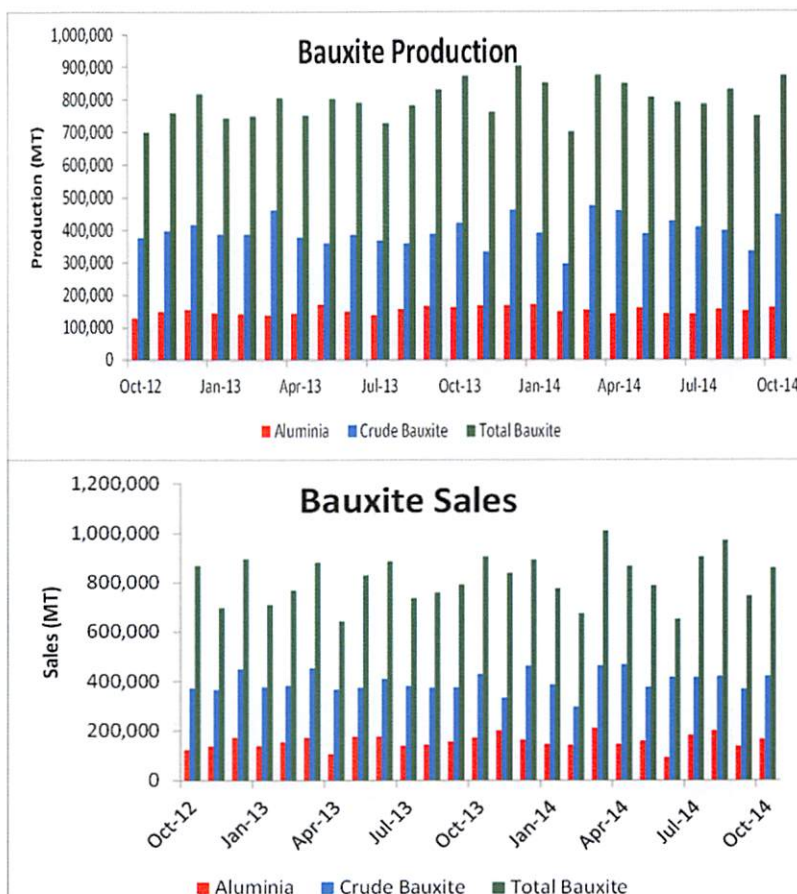 Bauxite Production
Production (MT)
1,000,000
900,000
800,000
700,000
600,000
500,000
400,000
300,000
200,000
100,000
0
Oct-12 Jan-13 Apr-13 Jul-13 Oct-13 Jan-14 Apr-14 Jul-14 Oct-14
Aluminia Crude Bauxite Total Bauxite
Bauxite Sales
Sales (MT)
1,200,000
1,000,000
800,000
600,000
400,000
200,000
0
Oct-12 Jan-13 Apr-13 Jul-13 Oct-13 Jan-14 Apr-14 Jul-14 Oct-14
Aluminia Crude Bauxite Total Bauxite